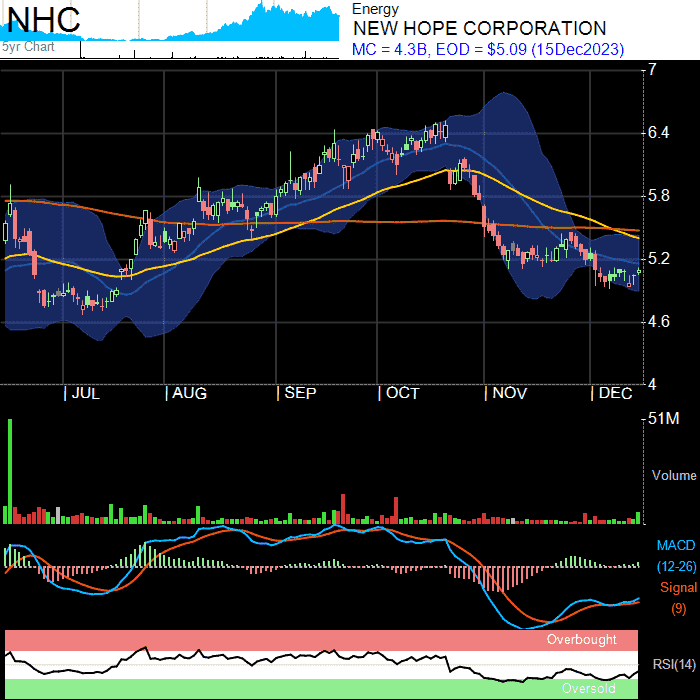 NHC
5yr Chart
Energy
NEW HOPE CORPORATION
MC = 4.3B, EOD = $5.09 (15Dec2023)
7
6.4
5.8
5.2
4.6
4
| JUL | AUG | SEP | OCT | NOV | DEC
51M
Volume
MACD
(12-26)
Signal
(9)
Overbought
RSI(14)
Oversold